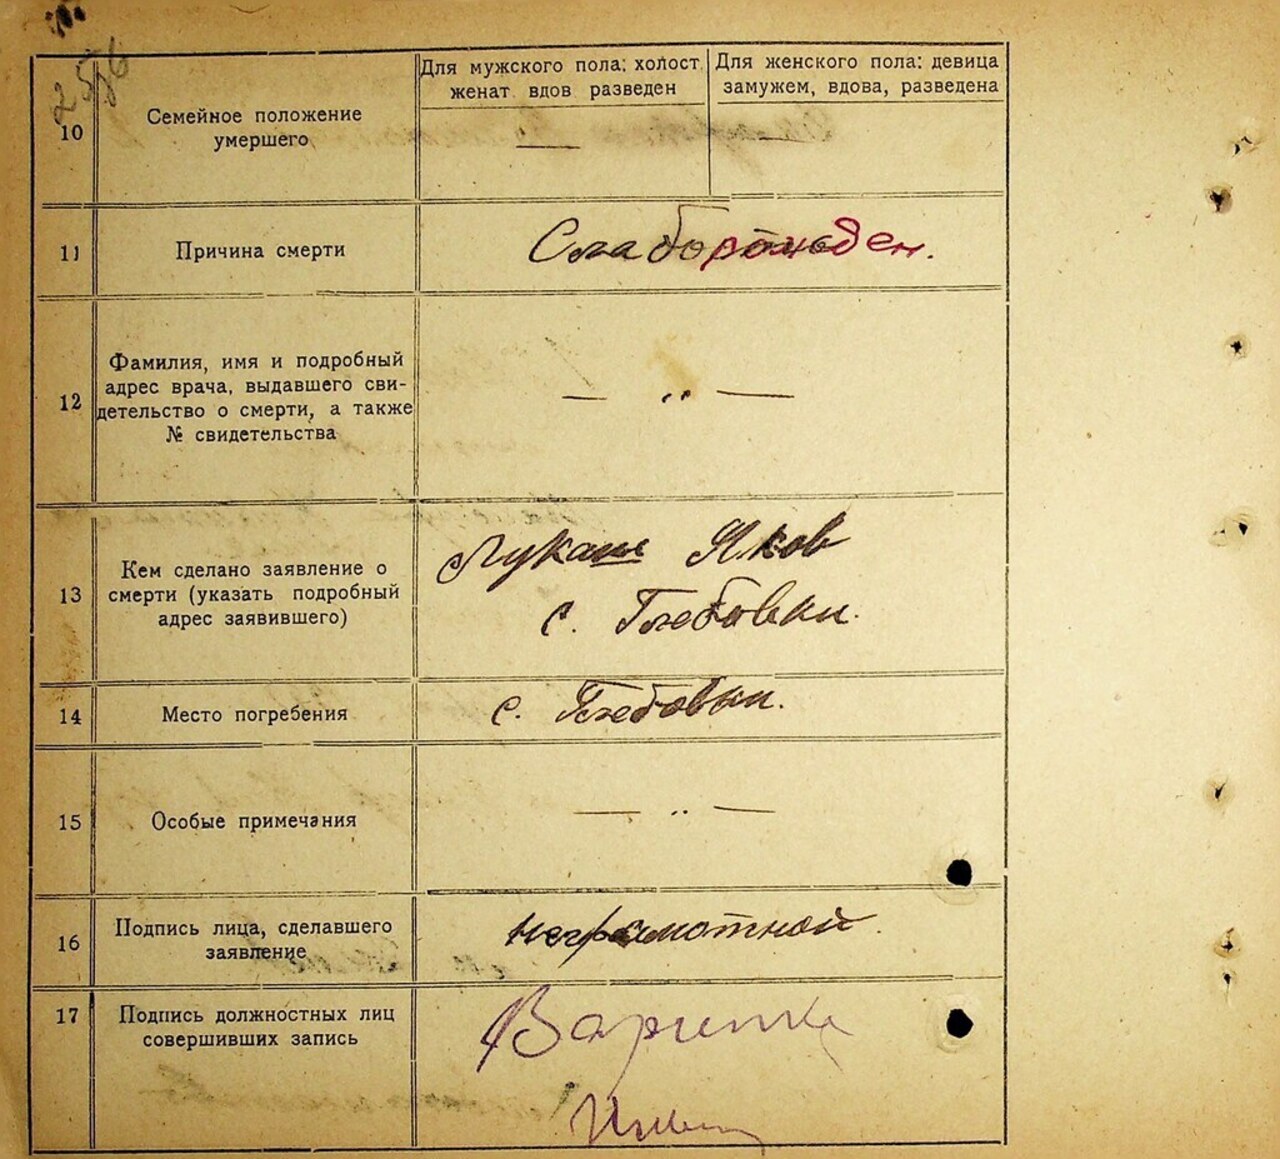 2576
Для мужского пола: холост, женат вдов разведен
Для женского пола: девица замужем, вдова, разведена
10 Семейное положение умершего —
—
11 Причина смерти Слаборожден.
12 Фамилия, имя и подробный
адрес врача, выдавшего сви-
детельство о смерти, а также
№ свидетельства — „ —
13 Кем сделано заявление о
смерти (указать подробный
адрес заявившего)
Лукаш Яков
с. Глебовки.
14 Место погребения с. Глебовки.
15 Особые примечания — „ —
16 Подпись лица, сделавшего
заявление
неграмотной.
17 Подпись должностных лиц
совершивших запись